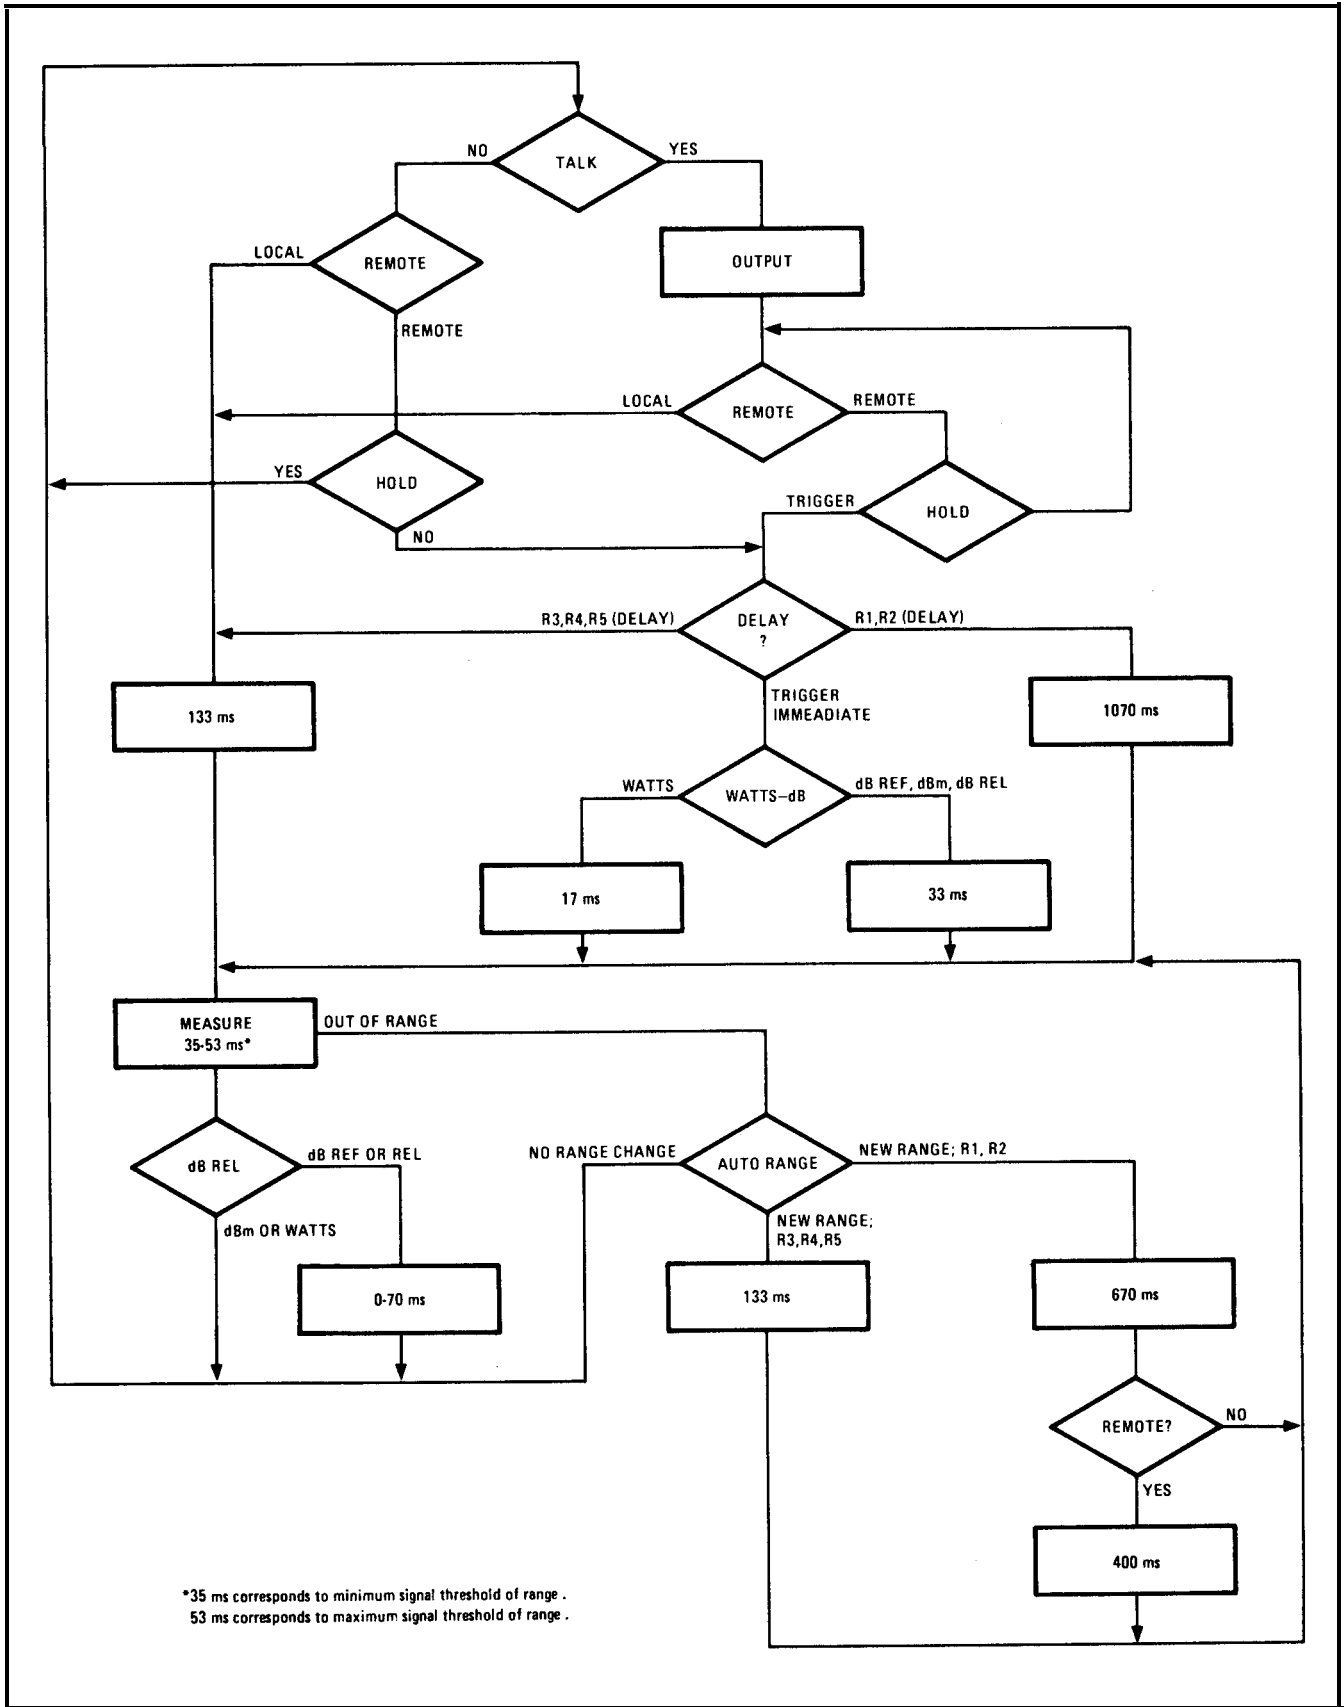 NO
TALK
YES
LOCAL
REMOTE
OUTPUT
REMOTE
LOCAL
REMOTE
REMOTE
YES
HOLD
TRIGGER
HOLD
NO
R3,R4,R5 (DELAY)
DELAY
?
R1,R2 (DELAY)
133 ms
TRIGGER
IMMEADIATE
1070 ms
WATTS
WATTS–dB
dB REF, dBm, dB REL
17 ms
33 ms
MEASURE
35-53 ms*
OUT OF RANGE
dB REL
dB REF OR REL
NO RANGE CHANGE
AUTO RANGE
NEW RANGE; R1, R2
dBm OR WATTS
NEW RANGE;
R3,R4,R5
0-70 ms
133 ms
670 ms
REMOTE?
NO
YES
400 ms
*35 ms corresponds to minimum signal threshold of range .
53 ms corresponds to maximum signal threshold of range .